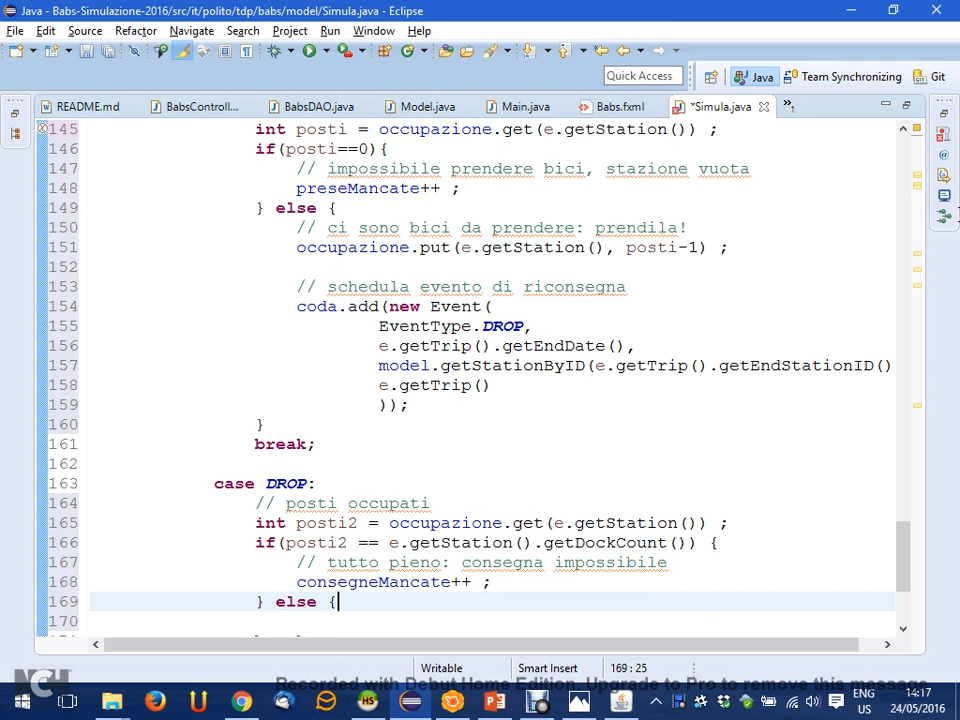 Java - Babs-Simulazione-2016/src/it/polito/tdp/babs/model/Simula.java - Eclipse
File Edit Source Refactor Navigate Search Project Run Window Help
Quick Access Java Team Synchronizing Git
README.md BabsControll... BabsDAO.java Model.java Main.java Babs.fxml *Simula.java »1
145 int posti = occupazione.get(e.getStation()) ;
146 if(posti==0){
147 // impossibile prendere bici, stazione vuota
148 preseMancate++ ;
149 } else {
150 // ci sono bici da prendere: prendila!
151 occupazione.put(e.getStation(), posti-1) ;
152
153 // schedula evento di riconsegna
154 coda.add(new Event(
155 EventType.DROP,
156 e.getTrip().getEndDate(),
157 model.getStationByID(e.getTrip().getEndStationID()
158 e.getTrip()
159 ));
160 }
161 break;
162
163 case DROP:
164 // posti occupati
165 int posti2 = occupazione.get(e.getStation()) ;
166 if(posti2 == e.getStation().getDockCount()) {
167 // tutto pieno: consegna impossibile
168 consegneMancate++ ;
169 } else {
170
Writable Smart Insert 169 : 25
NCH Recorded with Debut Home Edition. Upgrade to Pro to remove this message
HS ENG US 14:17 24/05/2016